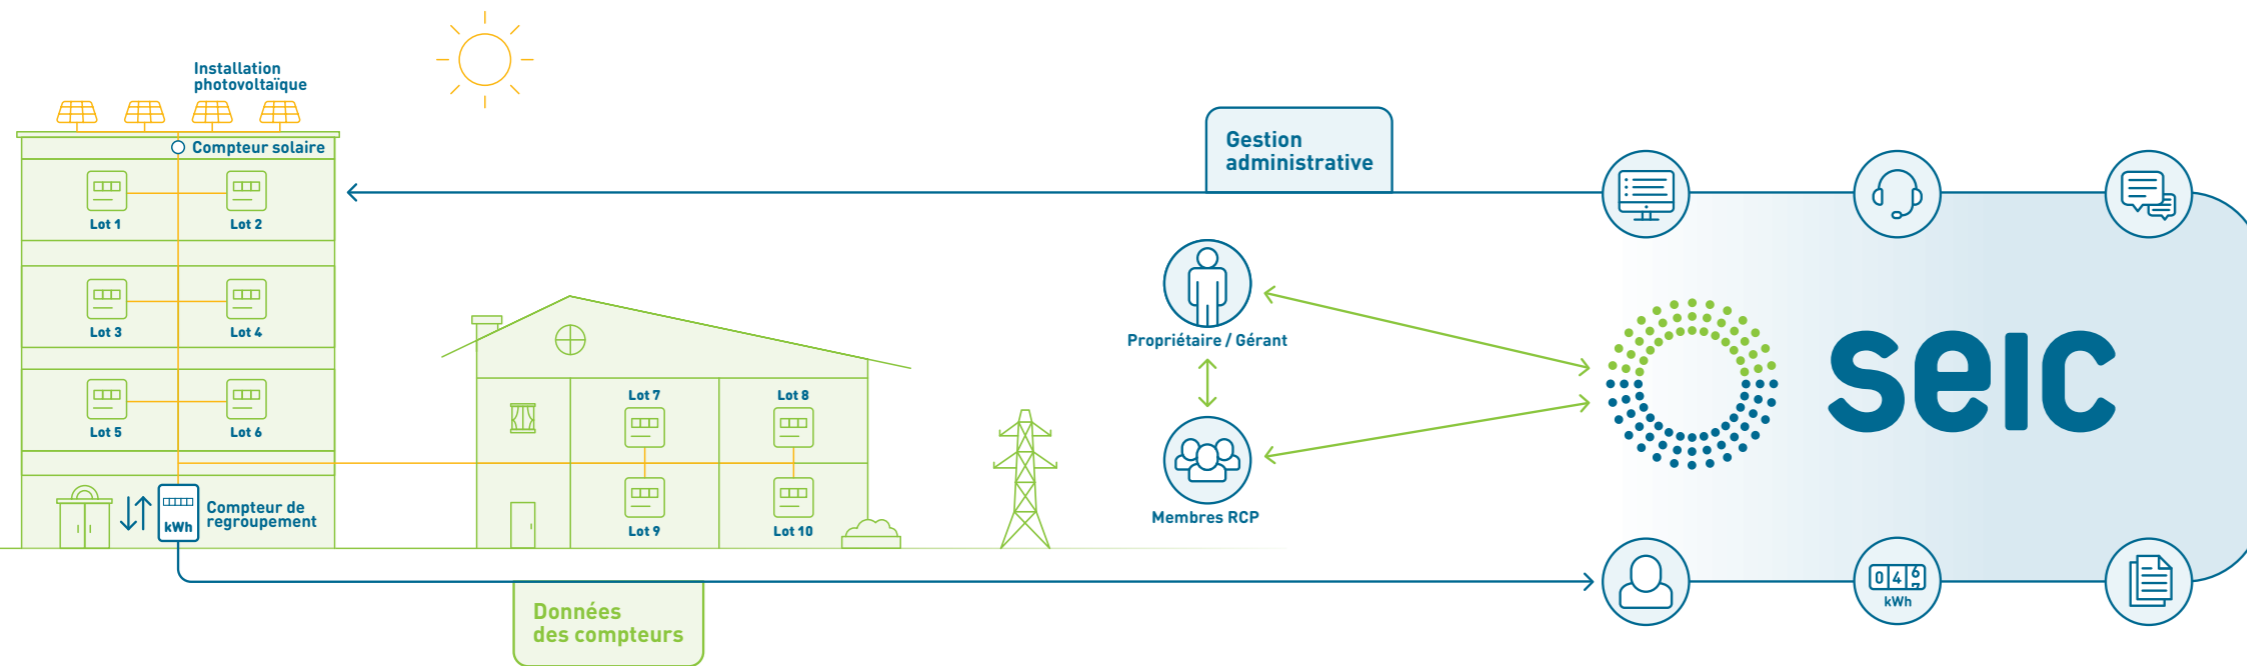 Installation
photovoltaïque
Compteur solaire
Lot 1
Lot 2
Lot 3
Lot 4
Lot 5
Lot 6
kWh
Compteur de
regroupement
Lot 7
Lot 8
Lot 9
Lot 10
Données
des compteurs
Gestion
administrative
Propriétaire / Gérant
Membres RCP
seic
0 4 6 7
kWh